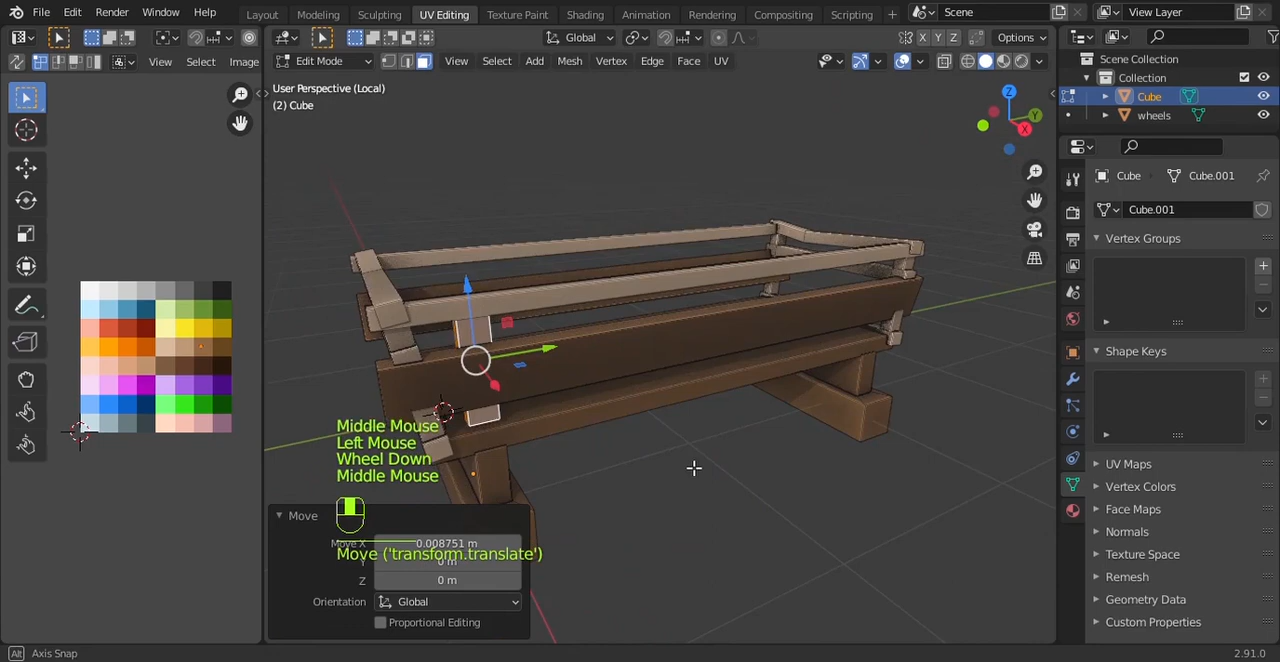 File Edit Render Window Help Layout Modeling Sculpting UV Editing Texture Paint Shading Animation Rendering Compositing Scripting + Scene View Layer
Global X Y Z Options
View Select Image Edit Mode View Select Add Mesh Vertex Edge Face UV
User Perspective (Local)
(2) Cube
Z
Y
X
Middle Mouse
Left Mouse
Wheel Down
Middle Mouse
Move
Move X 0.008751 m
Move ('transform.translate')
Y 0 m
Z 0 m
Orientation Global
Proportional Editing
Scene Collection
Collection
Cube
wheels
Cube Cube.001
Cube.001
Vertex Groups
Shape Keys
UV Maps
Vertex Colors
Face Maps
Normals
Texture Space
Remesh
Geometry Data
Custom Properties
Alt Axis Snap 2.91.0